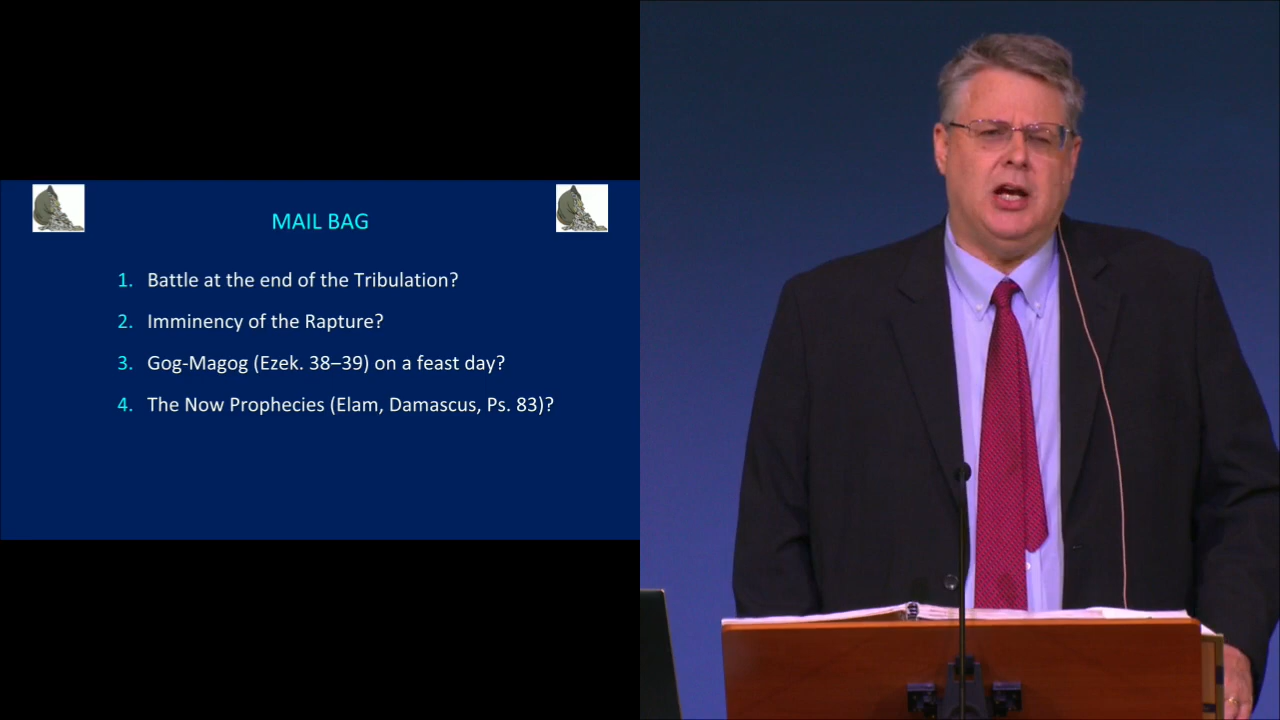 MAIL BAG
1. Battle at the end of the Tribulation?
2. Imminency of the Rapture?
3. Gog-Magog (Ezek. 38–39) on a feast day?
4. The Now Prophecies (Elam, Damascus, Ps. 83)?